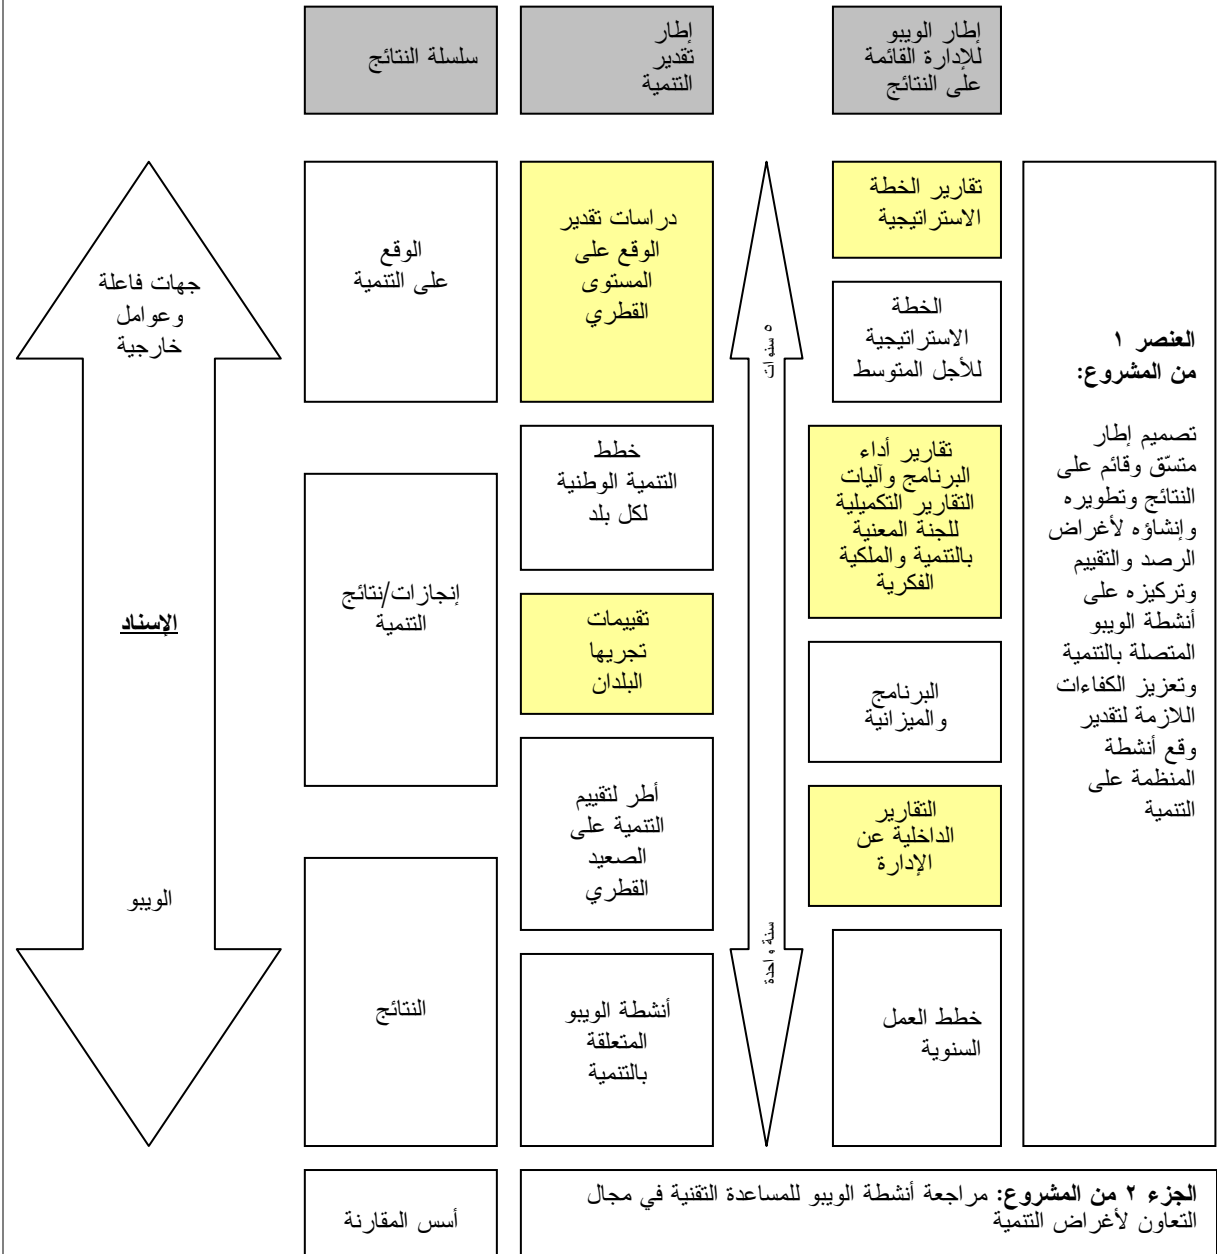 إطار الويبو
للإدارة القائمة
على النتائج
إطار
تقدير
التنمية
سلسلة النتائج
العنصر ١
من المشروع:
تصميم إطار
متسّق وقائم على
النتائج وتطويره
وإنشاؤه لأغراض
الرصد والتقييم
وتركيزه على
أنشطة الويبو
المتصلة بالتنمية
وتعزيز الكفاءات
اللازمة لتقدير
وقع أنشطة
المنظمة على
التنمية
تقارير الخطة
الاستراتيجية
الخطة
الاستراتيجية
للأجل المتوسط
تقارير أداء
البرنامج وآليات
التقارير التكميلية
للجنة المعنية
بالتنمية والملكية
الفكرية
البرنامج
والميزانية
التقارير
الداخلية عن
الإدارة
خطط العمل
السنوية
٥ سنوات
سنة واحدة
دراسات تقدير
الوقع على
المستوى
القطري
خطط
التنمية الوطنية
لكل بلد
تقييمات
تجريها
البلدان
أطر لتقييم
التنمية على
الصعيد
القطري
أنشطة الويبو
المتعلقة
بالتنمية
الوقع
على التنمية
إنجازات/نتائج
التنمية
النتائج
جهات فاعلة
وعوامل
خارجية
الإسناد
الويبو
الجزء ٢ من المشروع: مراجعة أنشطة الويبو للمساعدة التقنية في مجال
التعاون لأغراض التنمية
أسس المقارنة